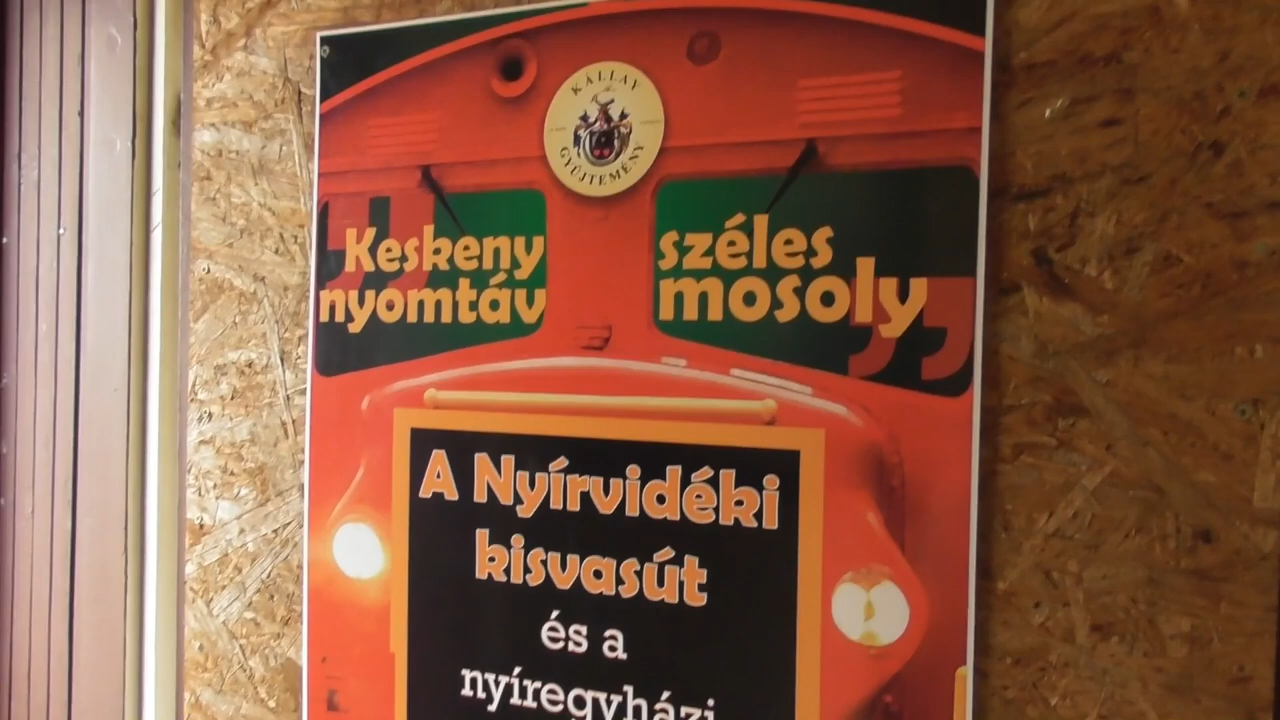 KÁLLAY
GYŰJTEMÉNY
„Keskeny
nyomtáv
széles
mosoly”
A Nyírvidéki
kisvasút
és a
nyíregyházi